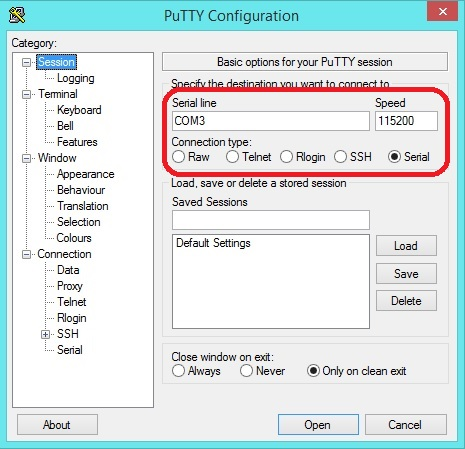 PuTTY Configuration
Category:
Session
Logging
Terminal
Keyboard
Bell
Features
Window
Appearance
Behaviour
Translation
Selection
Colours
Connection
Data
Proxy
Telnet
Rlogin
SSH
Serial
Basic options for your PuTTY session
Specify the destination you want to connect to
Serial line Speed
COM3 115200
Connection type:
Raw Telnet Rlogin SSH Serial
Load, save or delete a stored session
Saved Sessions
Default Settings
Load
Save
Delete
Close window on exit:
Always Never Only on clean exit
About Open Cancel